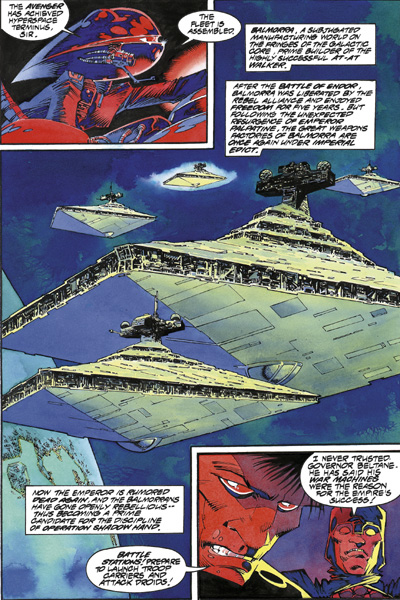 THE AVENGER
HAS ACHIEVED
HYPERSPACE
TERMINUS,
SIR.
THE
FLEET IS
ASSEMBLED.
BALMORRA, A SUBJUGATED
MANUFACTURING WORLD ON
THE FRINGES OF THE GALACTIC
CORE. PRIME BUILDER OF THE
HIGHLY SUCCESSFUL AT-AT
WALKER.
AFTER THE BATTLE OF ENDOR,
BALMORRA WAS LIBERATED BY THE
REBEL ALLIANCE AND ENJOYED
FREEDOM FOR FIVE YEARS. BUT
FOLLOWING THE UNEXPECTED
RESURGENCE OF EMPEROR
PALPATINE, THE GREAT WEAPONS
FACTORIES OF BALMORRA ARE
ONCE AGAIN UNDER IMPERIAL
EDICT.
NOW THE EMPEROR IS RUMORED
DEAD AGAIN, AND THE BALMORRANS
HAVE GONE OPENLY REBELLIOUS--
THUS BECOMING A PRIME
CANDIDATE FOR THE DISCIPLINE
OF OPERATION SHADOW HAND.
I NEVER TRUSTED
GOVERNOR BELTANE.
HE HAS SAID HIS
WAR MACHINES
WERE THE REASON
FOR THE EMPIRE'S
SUCCESS!
BATTLE
STATIONS! PREPARE
TO LAUNCH TROOP
CARRIERS AND
ATTACK DROIDS!